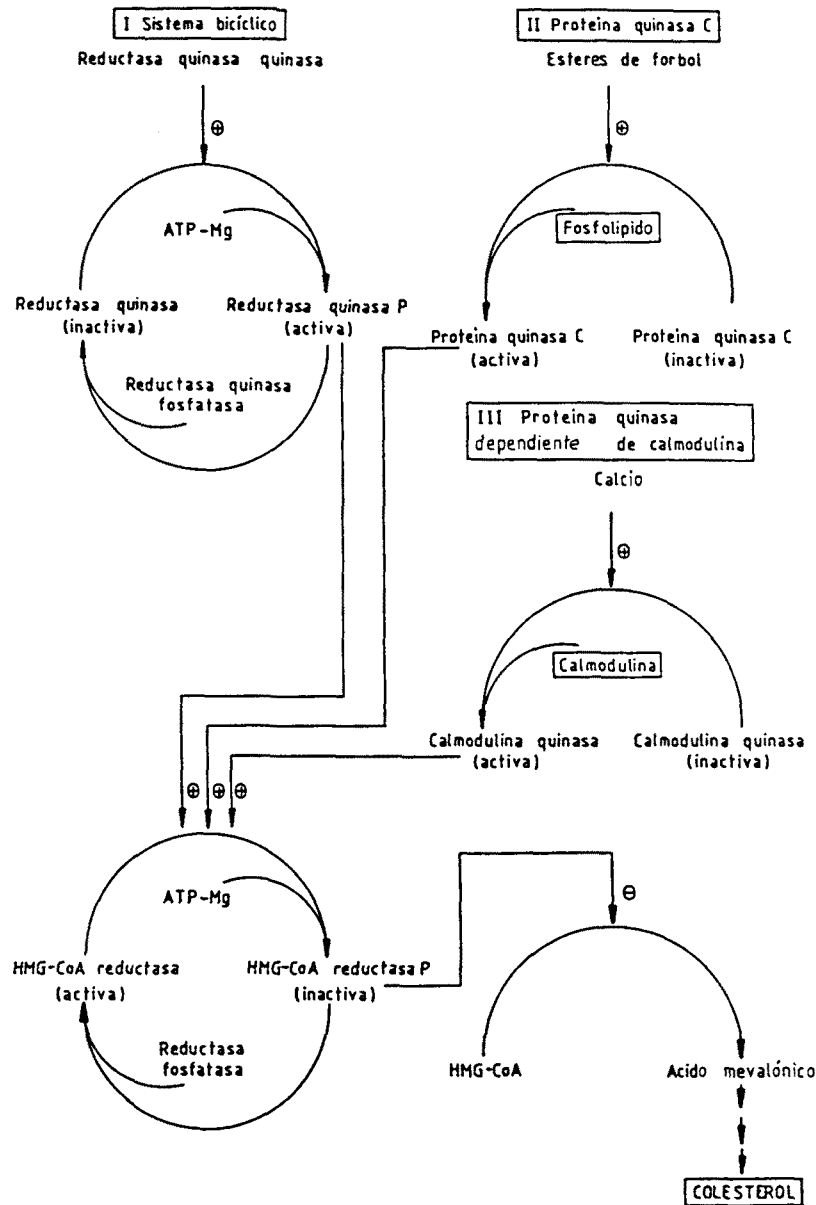 I Sistema bicíclico
Reductasa quinasa quinasa
⊕
ATP-Mg
Reductasa quinasa
(inactiva)
Reductasa quinasa P
(activa)
Reductasa quinasa
fosfatasa
II Proteina quinasa C
Esteres de forbol
⊕
Fosfolipido
Proteina quinasa C
(activa)
Proteina quinasa C
(inactiva)
III Proteina quinasa
dependiente de calmodulina
Calcio
⊕
Calmodulina
Calmodulina quinasa
(activa)
Calmodulina quinasa
(inactiva)
⊕ ⊕ ⊕
ATP-Mg
HMG-CoA reductasa
(activa)
HMG-CoA reductasa P
(inactiva)
Reductasa
fosfatasa
⊖
HMG-CoA
Acido mevalónico
COLESTEROL